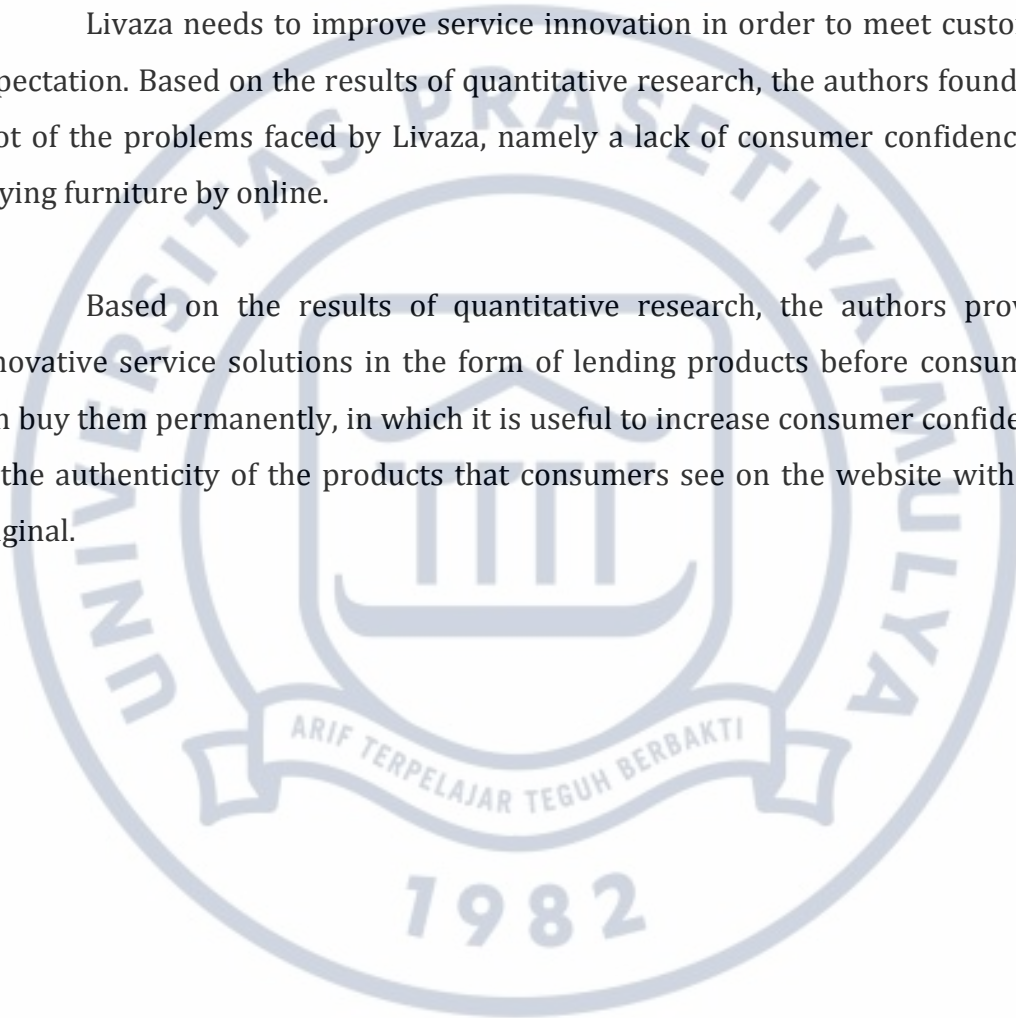 Livaza needs to improve service innovation in order to meet custo
pectation. Based on the results of quantitative research, the authors found
ot of the problems faced by Livaza, namely a lack of consumer confidenc
ying furniture by online.
Based on the results of quantitative research, the authors prov
novative service solutions in the form of lending products before consum
n buy them permanently, in which it is useful to increase consumer confide
the authenticity of the products that consumers see on the website with
ginal.
UNIVERSITAS PRASETIYA MULYA
ARIF TERPELAJAR TEGUH BERBAKTI
1982